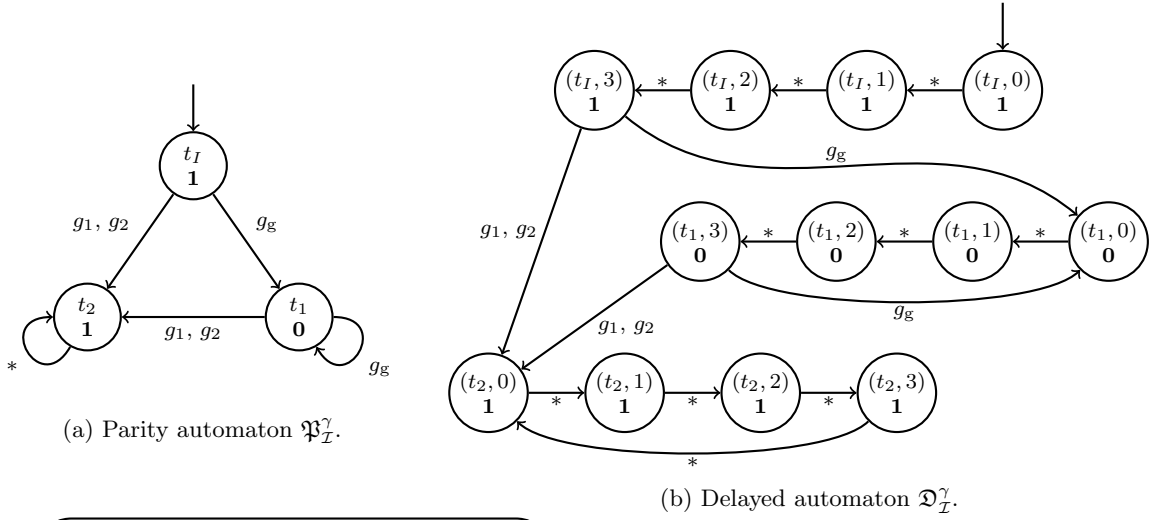 t_I
1
g_1, g_2
g_g
t_2
1
t_1
0
g_1, g_2
*
g_g
(a) Parity automaton 𝔓^γ_ℐ.
(t_I, 3)
1
*
(t_I, 2)
1
*
(t_I, 1)
1
*
(t_I, 0)
1
g_g
g_1, g_2
(t_1, 3)
0
*
(t_1, 2)
0
*
(t_1, 1)
0
*
(t_1, 0)
0
g_g
g_1, g_2
(t_2, 0)
1
*
(t_2, 1)
1
*
(t_2, 2)
1
*
(t_2, 3)
1
*
(b) Delayed automaton 𝔇^γ_ℐ.